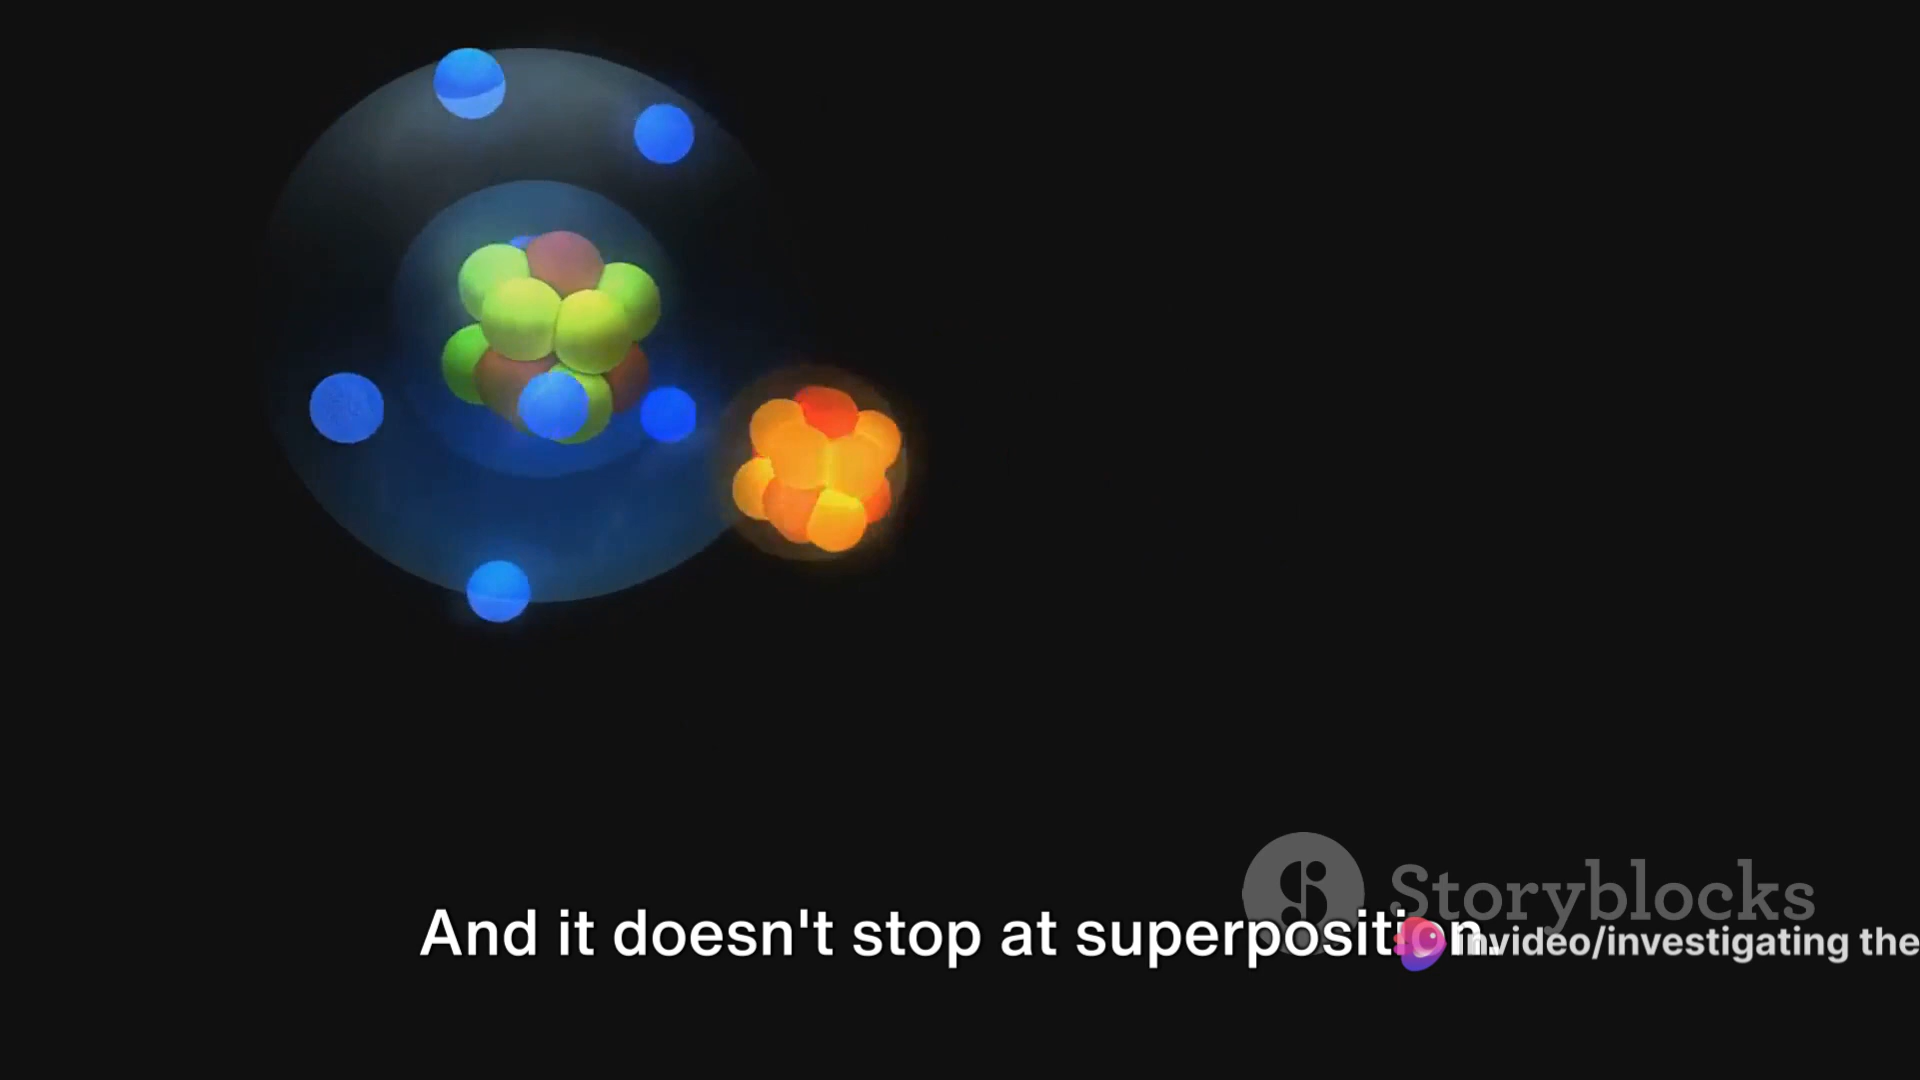 Storyblocks
And it doesn't stop at superposition.
invideo/investigating the